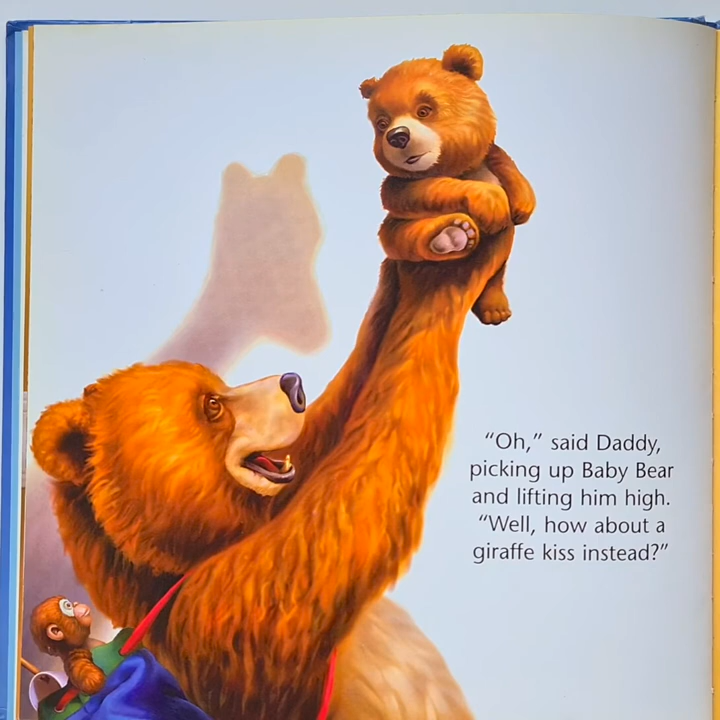 “Oh,” said Daddy,
picking up Baby Bear
and lifting him high.
“Well, how about a
giraffe kiss instead?”